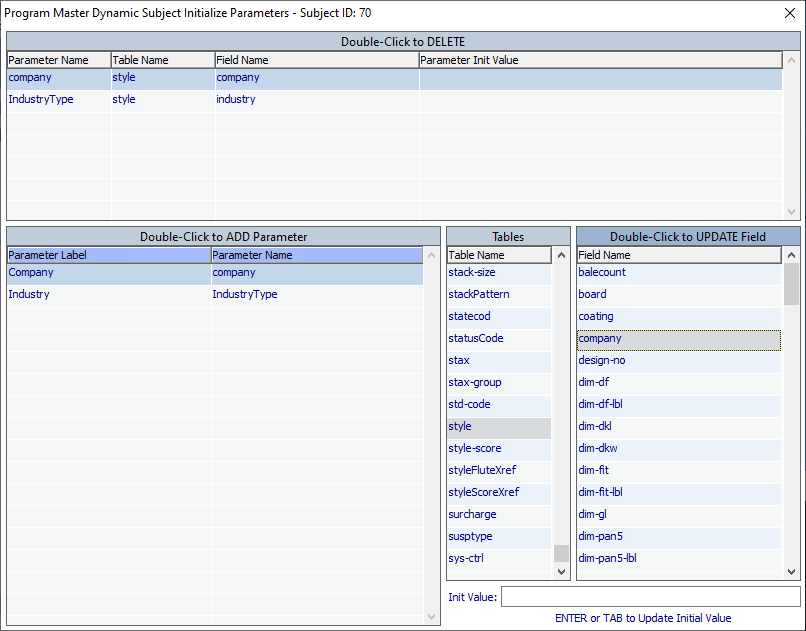 Program Master Dynamic Subject Initialize Parameters - Subject ID: 70
Double-Click to DELETE
Parameter Name Table Name Field Name Parameter Init Value
company style company
IndustryType style industry
Double-Click to ADD Parameter
Parameter Label Parameter Name
Company company
Industry IndustryType
Tables
Table Name
stack-size
stackPattern
statecod
statusCode
stax
stax-group
std-code
style
style-score
styleFluteXref
styleScoreXref
surcharge
susptype
sys-ctrl
Double-Click to UPDATE Field
Field Name
balecount
board
coating
company
design-no
dim-df
dim-df-lbl
dim-dkl
dim-dkw
dim-fit
dim-fit-lbl
dim-gl
dim-pan5
dim-pan5-lbl
Init Value:
ENTER or TAB to Update Initial Value